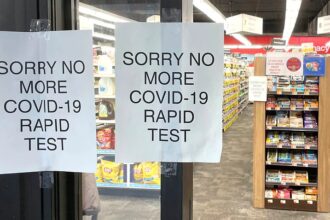 SORRY NO
MORE
COVID-19
RAPID
TEST
SORRY NO
MORE
COVID-19
RAPID
TEST